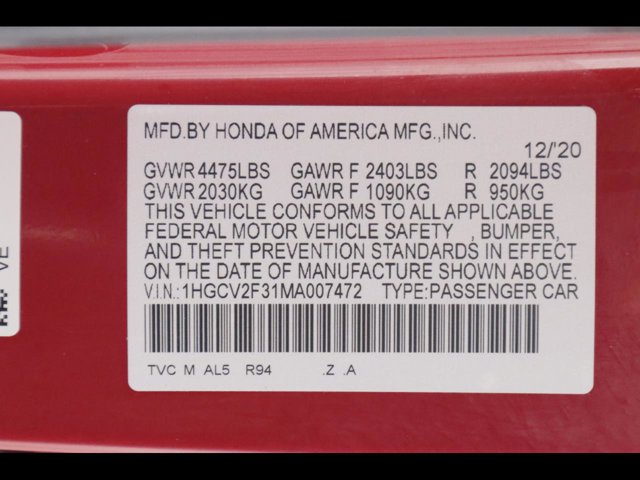 MFD.BY HONDA OF AMERICA MFG.,INC.
12/'20
GVWR 4475LBS GAWR F 2403LBS R 2094LBS
GVWR 2030KG GAWR F 1090KG R 950KG
THIS VEHICLE CONFORMS TO ALL APPLICABLE
FEDERAL MOTOR VEHICLE SAFETY , BUMPER,
AND THEFT PREVENTION STANDARDS IN EFFECT
ON THE DATE OF MANUFACTURE SHOWN ABOVE.
V.I.N.:1HGCV2F31MA007472 TYPE:PASSENGER CAR
TVC M AL5 R94 .Z .A
VE